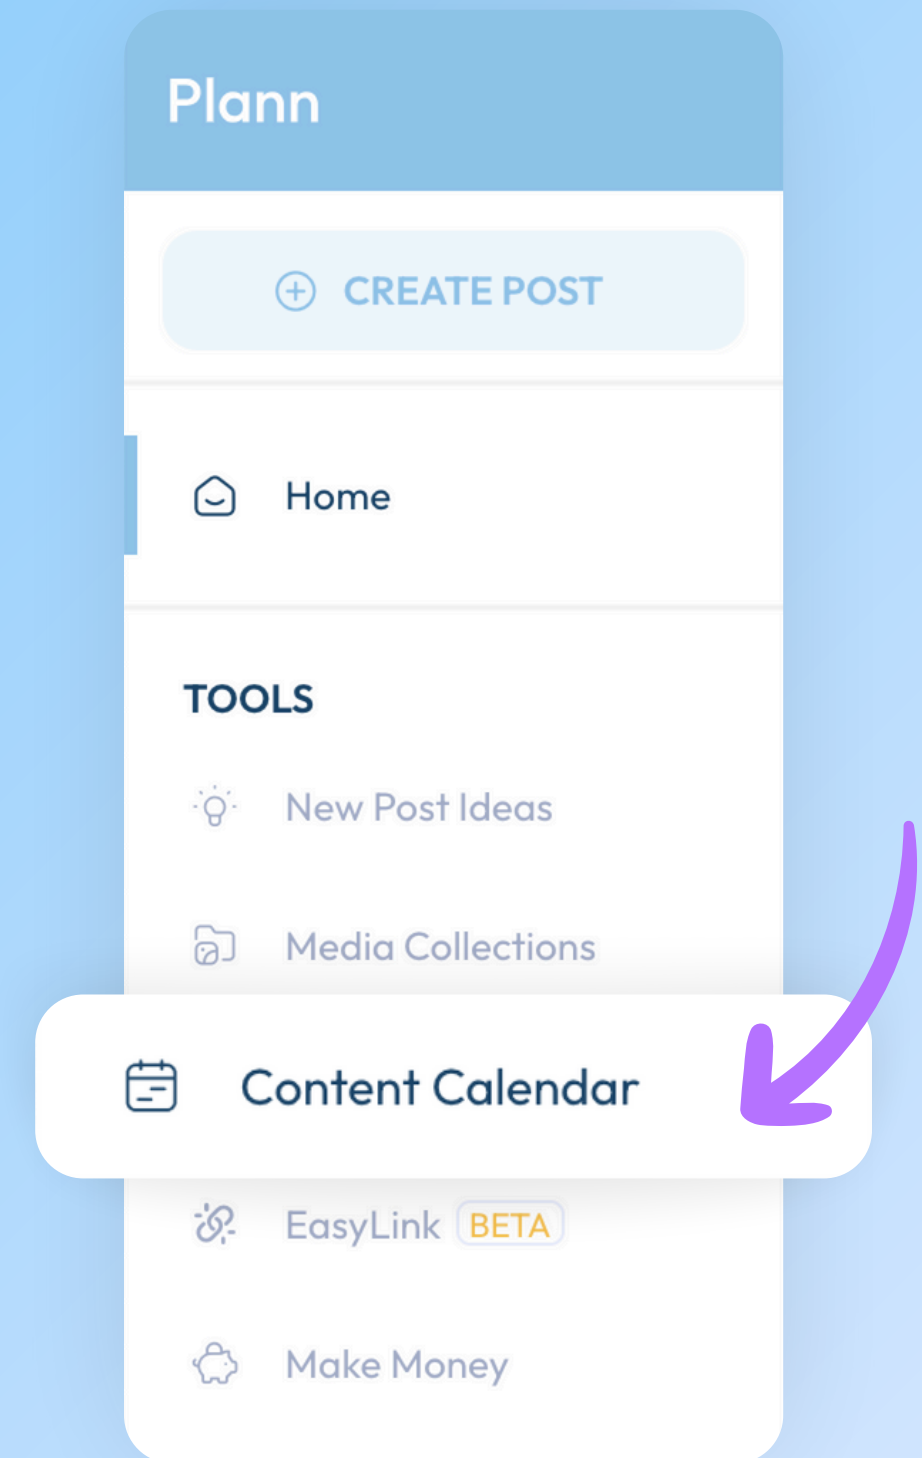 Plann
CREATE POST
Home
TOOLS
New Post Ideas
Media Collections
Content Calendar
EasyLink BETA
Make Money